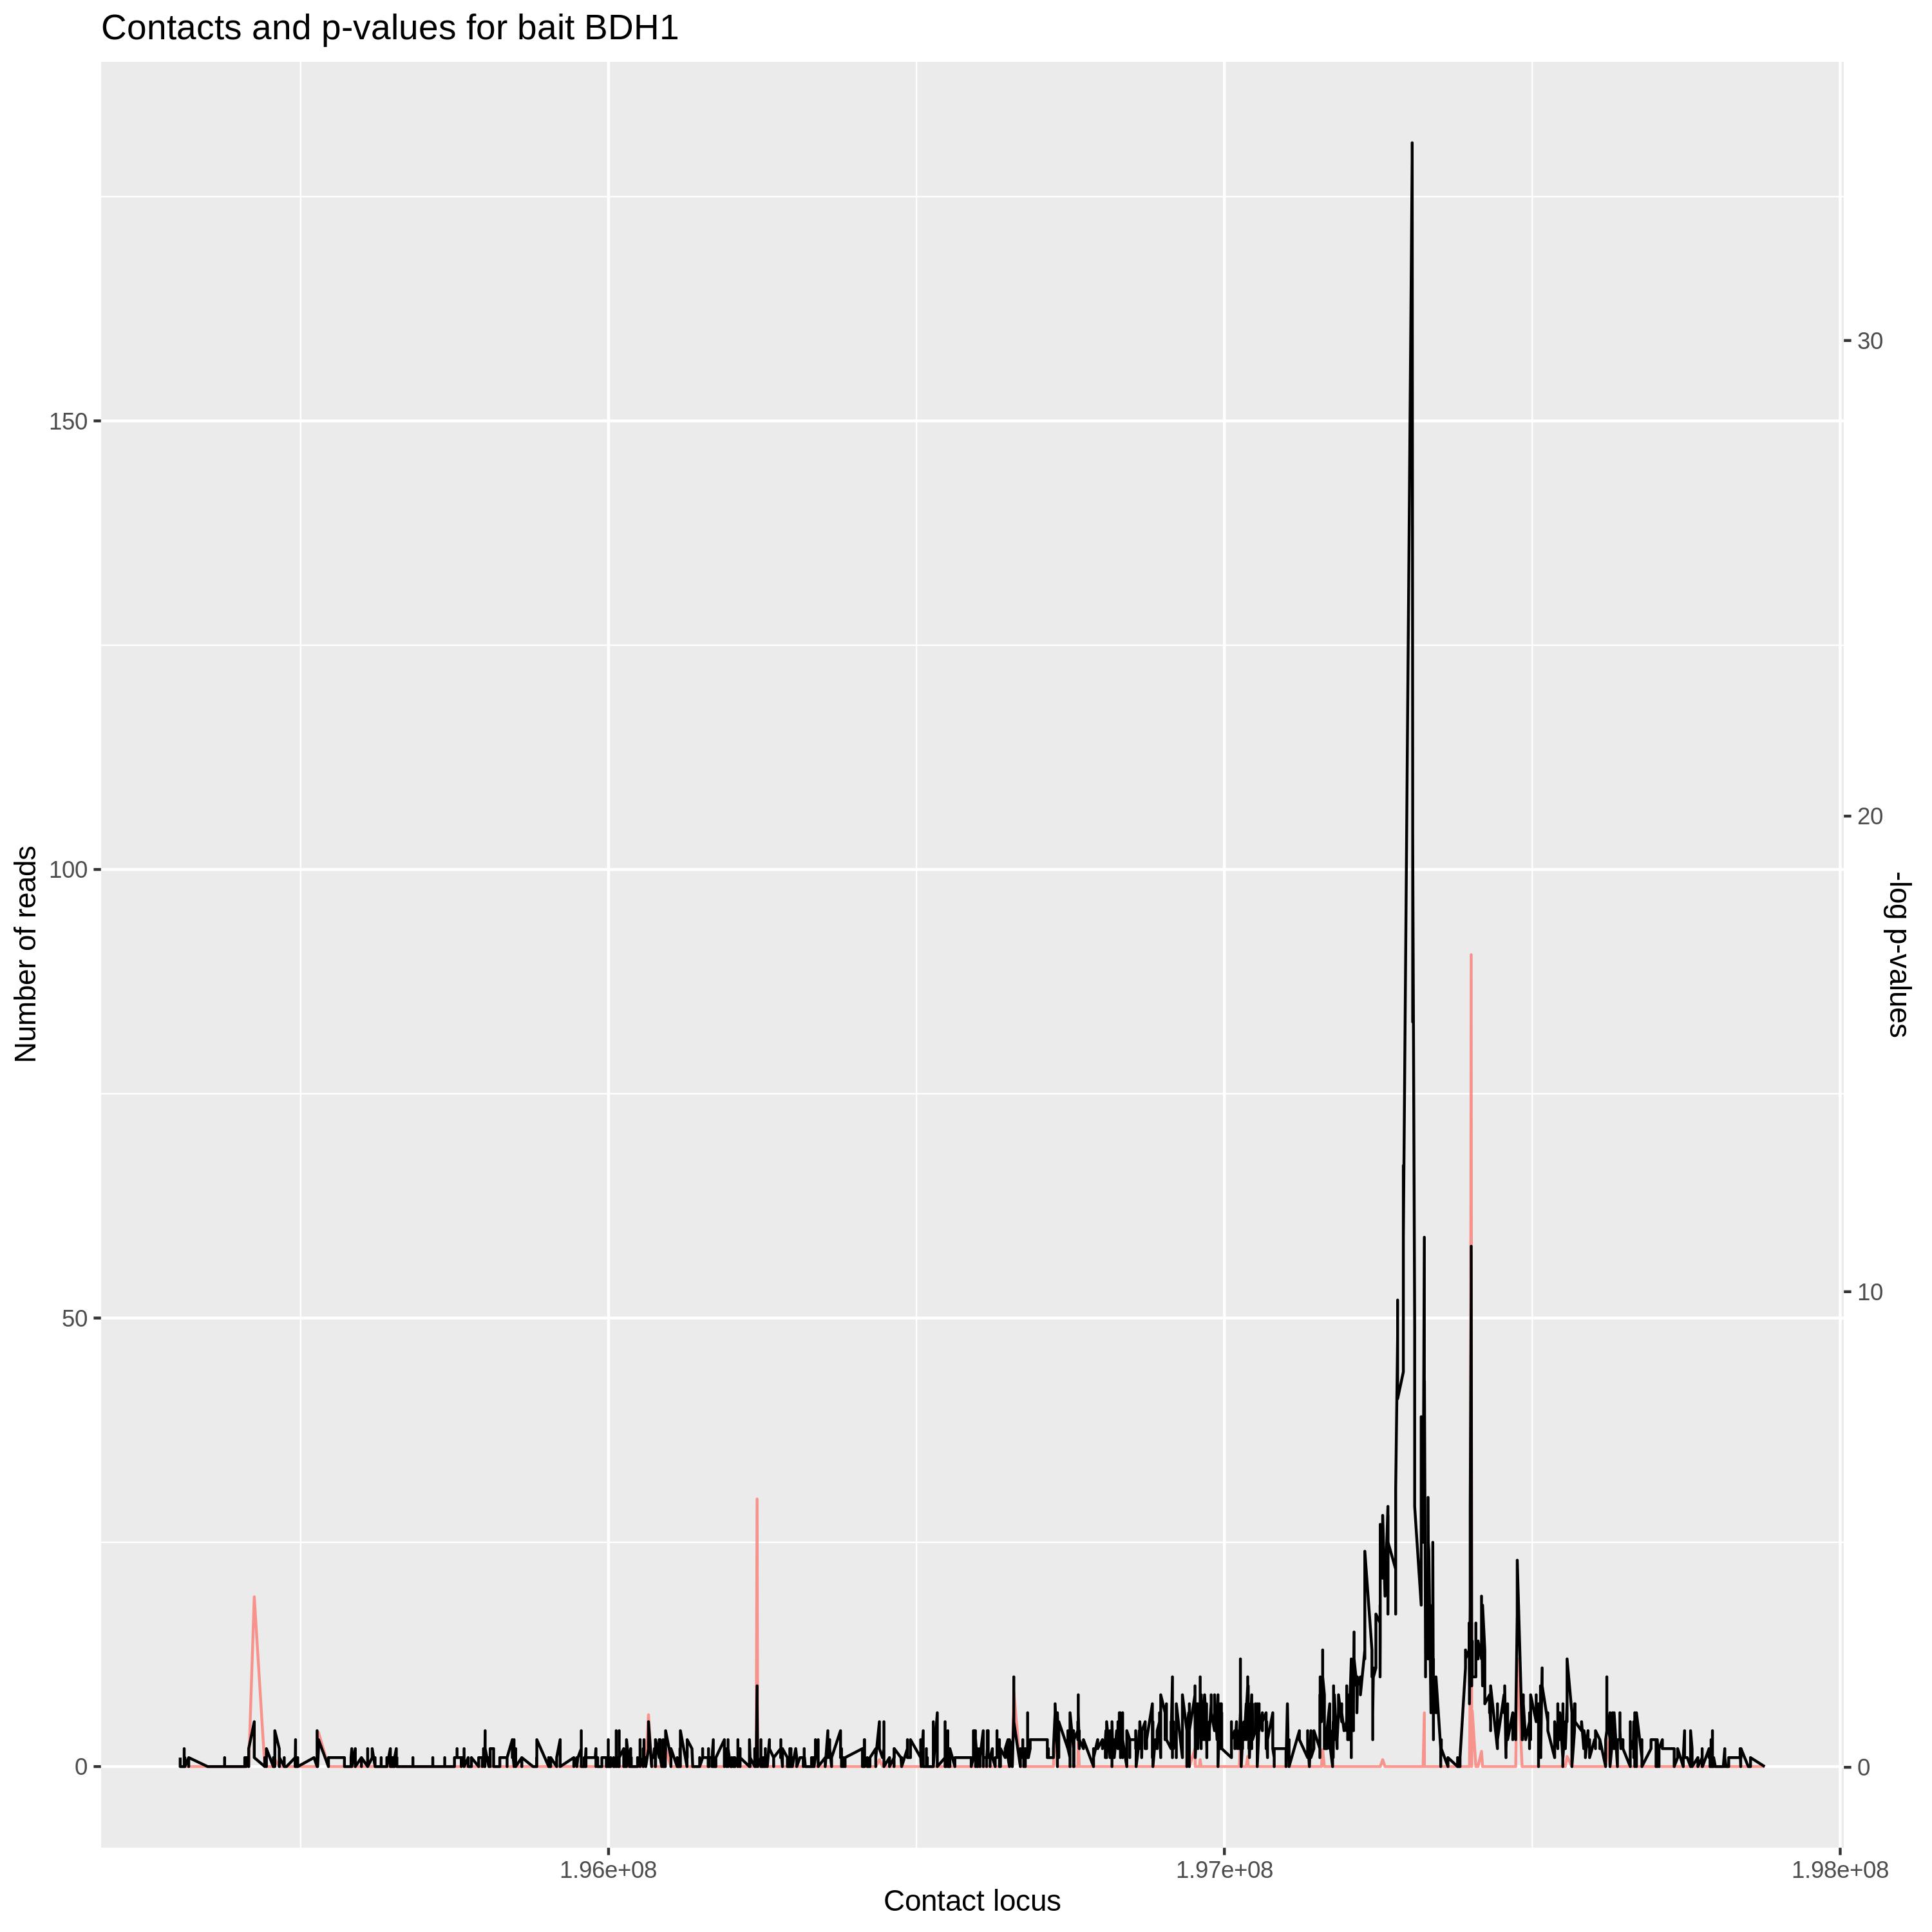 Contacts and p-values for bait BDH1
150
100
50
0
30
20
10
0
Number of reads
-log p-values
1.96e+08
1.97e+08
1.98e+08
Contact locus